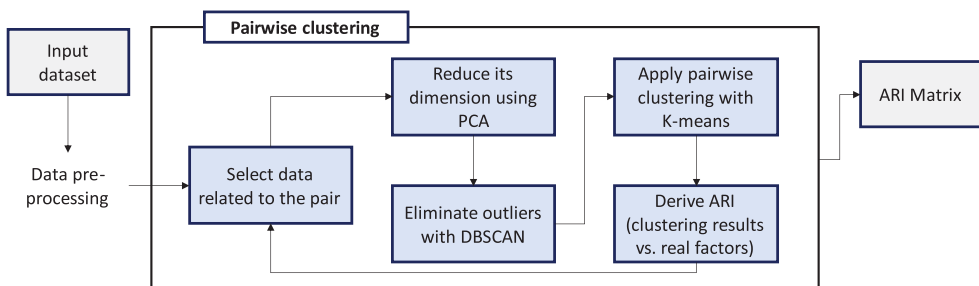 Pairwise clustering
Input
dataset
Data pre-
processing
Select data
related to the pair
Reduce its
dimension using
PCA
Eliminate outliers
with DBSCAN
Apply pairwise
clustering with
K-means
Derive ARI
(clustering results
vs. real factors)
ARI Matrix